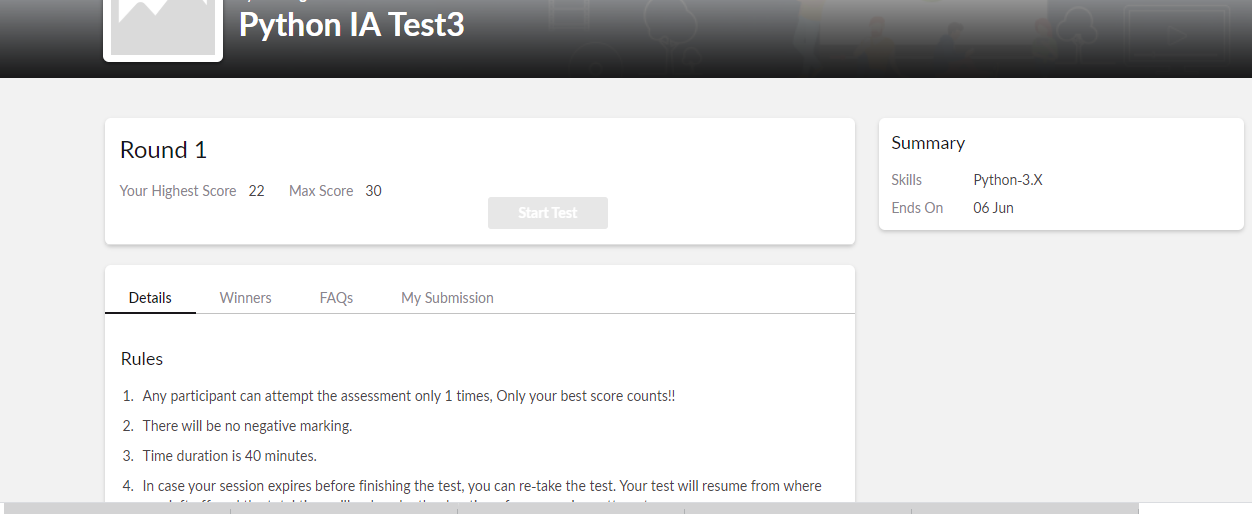 Python IA Test3
Round 1
Your Highest Score 22 Max Score 30
Start Test
Summary
Skills Python-3.X
Ends On 06 Jun
Details Winners FAQs My Submission
Rules
1. Any participant can attempt the assessment only 1 times, Only your best score counts!!
2. There will be no negative marking.
3. Time duration is 40 minutes.
4. In case your session expires before finishing the test, you can re-take the test. Your test will resume from where